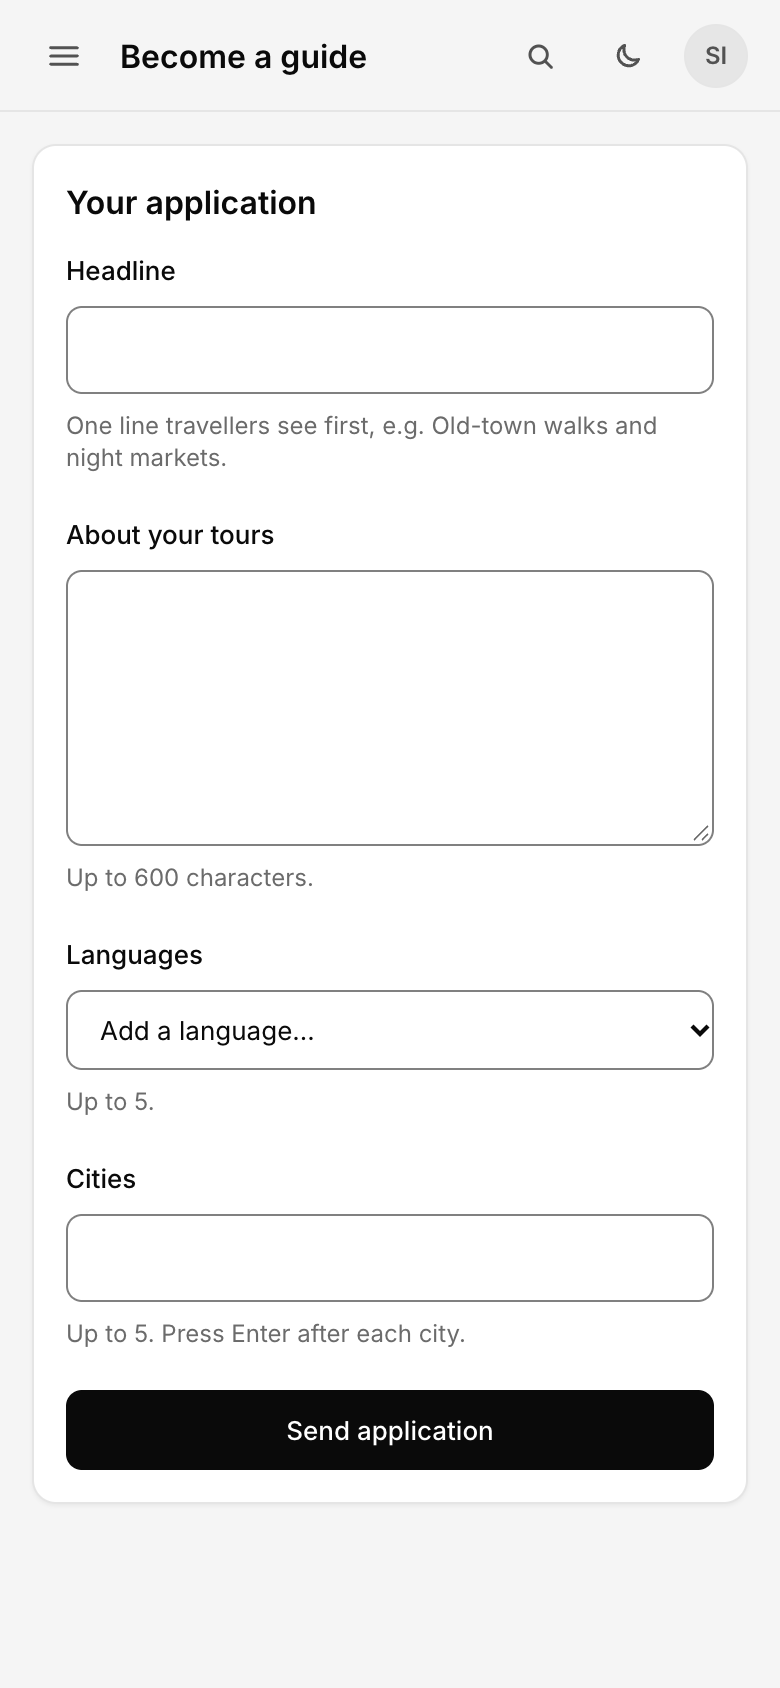 Become a guide
SI
Your application
Headline
One line travellers see first, e.g. Old-town walks and
night markets.
About your tours
Up to 600 characters.
Languages
Add a language...
Up to 5.
Cities
Up to 5. Press Enter after each city.
Send application